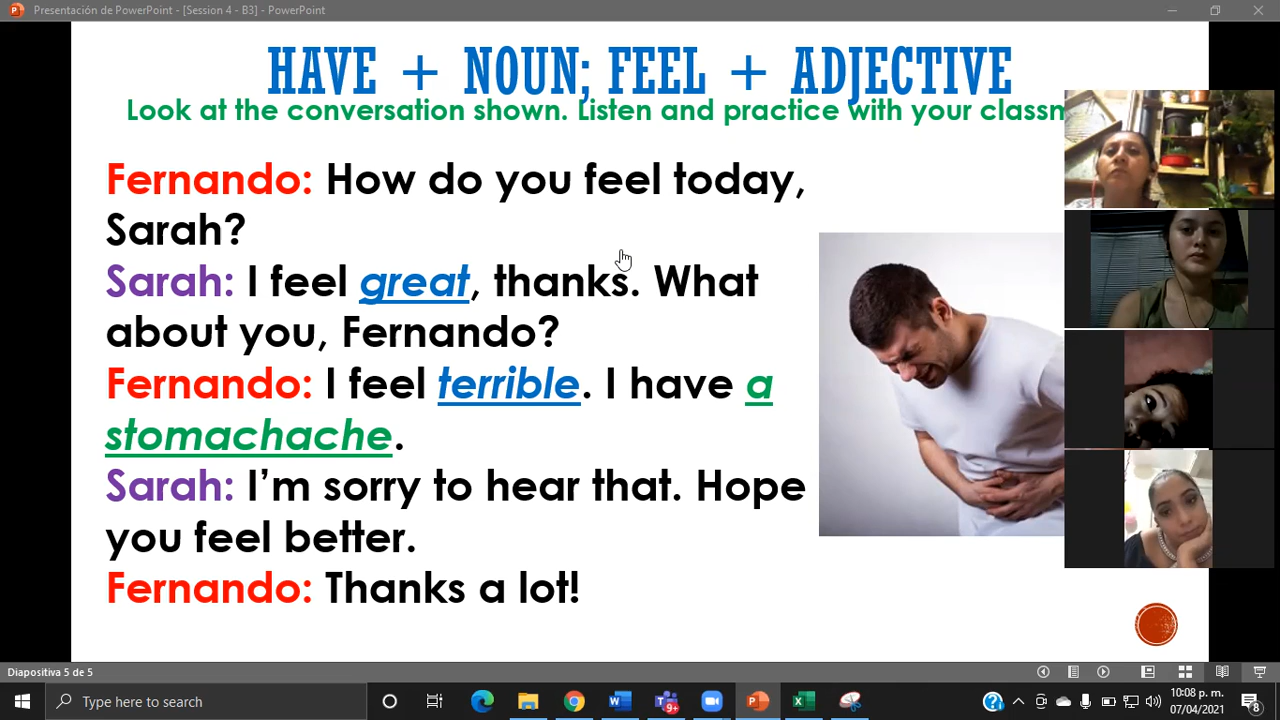 Presentación de PowerPoint - [Session 4 - B3] - PowerPoint
HAVE + NOUN; FEEL + ADJECTIVE
Look at the conversation shown. Listen and practice with your classm
Fernando: How do you feel today,
Sarah?
Sarah: I feel great, thanks. What
about you, Fernando?
Fernando: I feel terrible. I have a
stomachache.
Sarah: I’m sorry to hear that. Hope
you feel better.
Fernando: Thanks a lot!
Diapositiva 5 de 5
Type here to search
9+
10:08 p. m.
07/04/2021
8